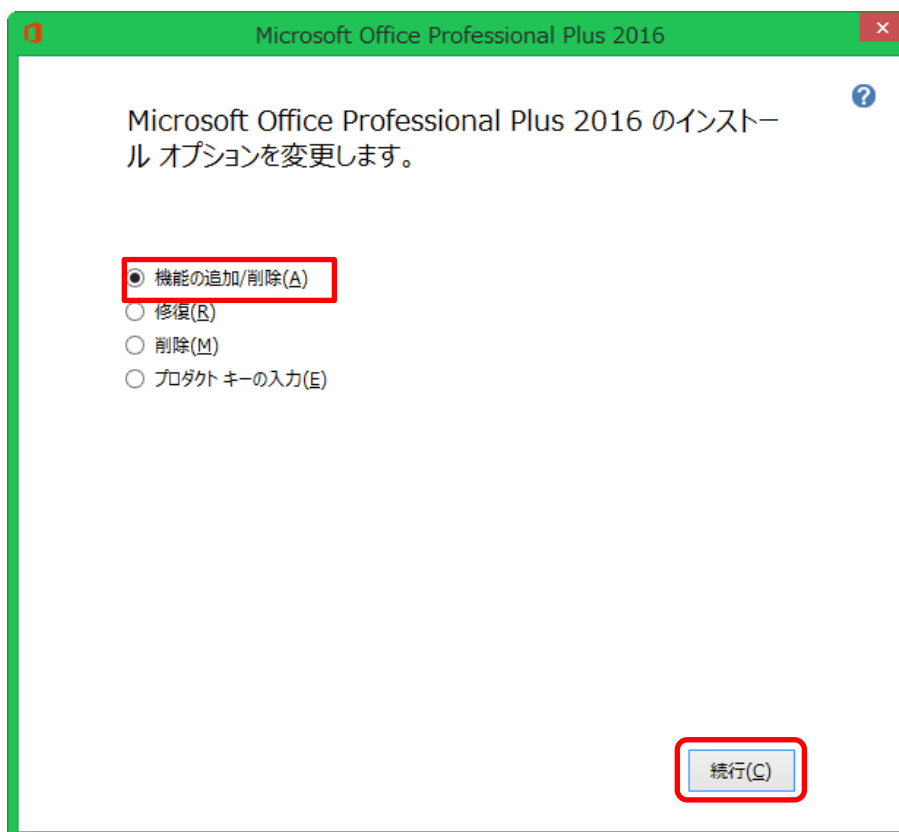 Microsoft Office Professional Plus 2016
Microsoft Office Professional Plus 2016 のインストー
ル オプションを変更します。
機能の追加/削除(A)
修復(R)
削除(M)
プロダクト キーの入力(E)
続行(C)